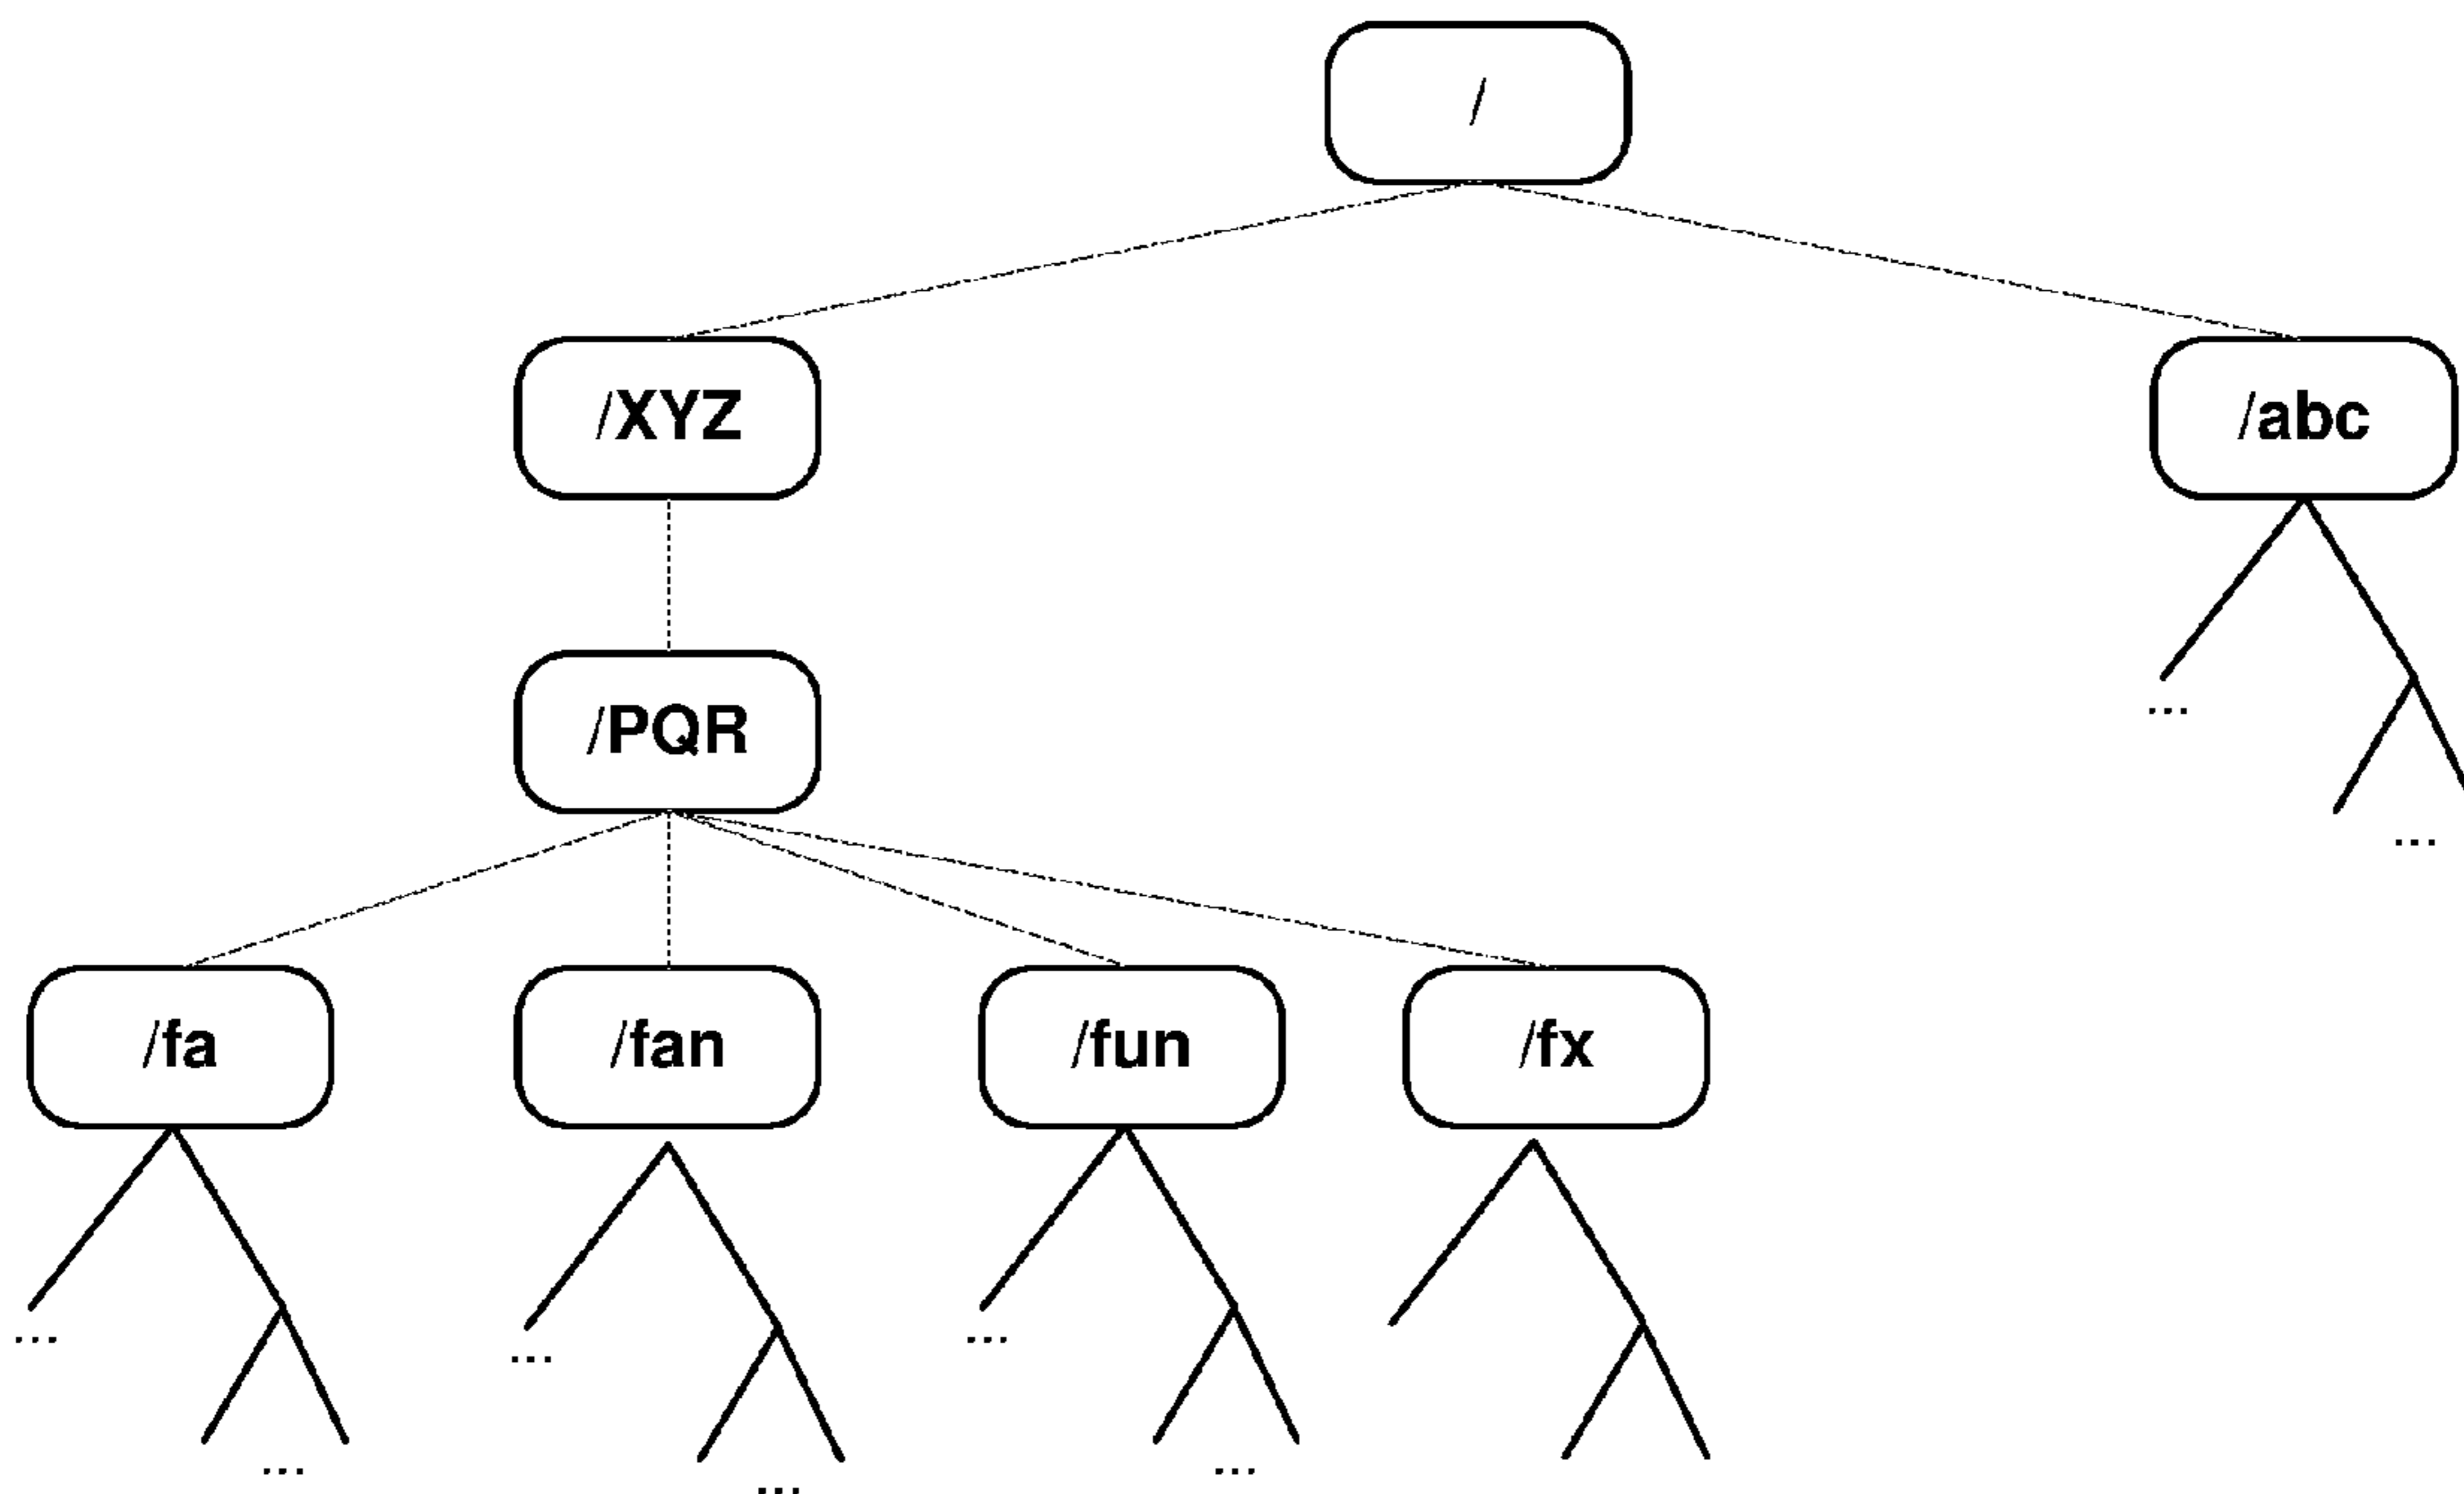 /
/XYZ /abc
/PQR
...
...
/fa /fan /fun /fx
... ... ...
... ... ...